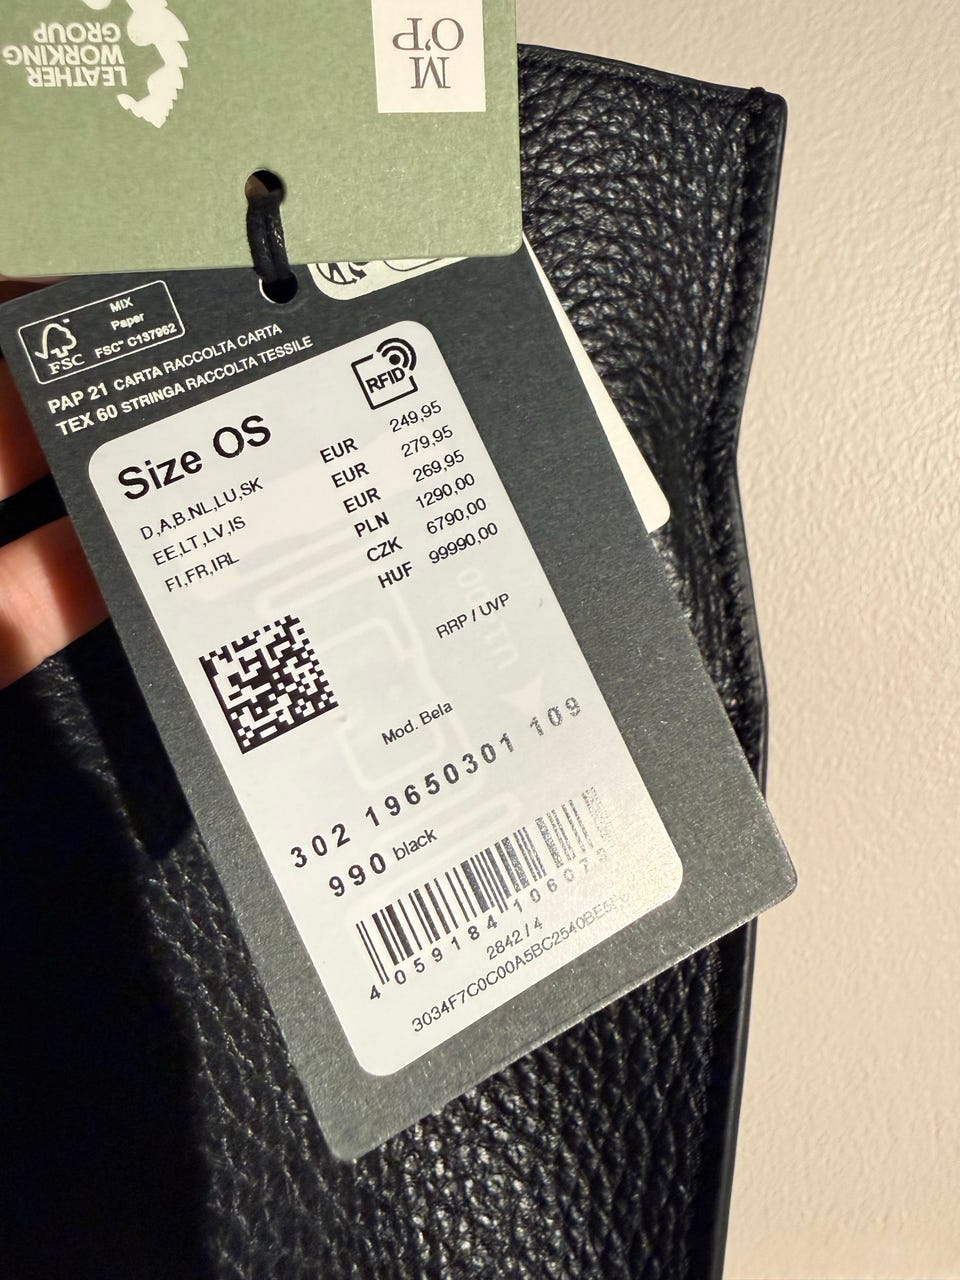 LEATHER
WORKING
GROUP
M
O'P
MIX
Paper
FSC™ C137962
FSC
PAP 21 CARTA RACCOLTA CARTA
TEX 60 STRINGA RACCOLTA TESSILE
RFID
Size OS
D,A,B.NL,LU,SK EUR 249,95
EE,LT,LV,IS EUR 279,95
FI,FR,IRL EUR 269,95
PLN 1290,00
CZK 6790,00
HUF 99990,00
RRP / UVP
Mod. Bela
302 19650301 109
990 black
4 059184 10607
2842 / 4
3034F7C0C00A5BC2540BE5